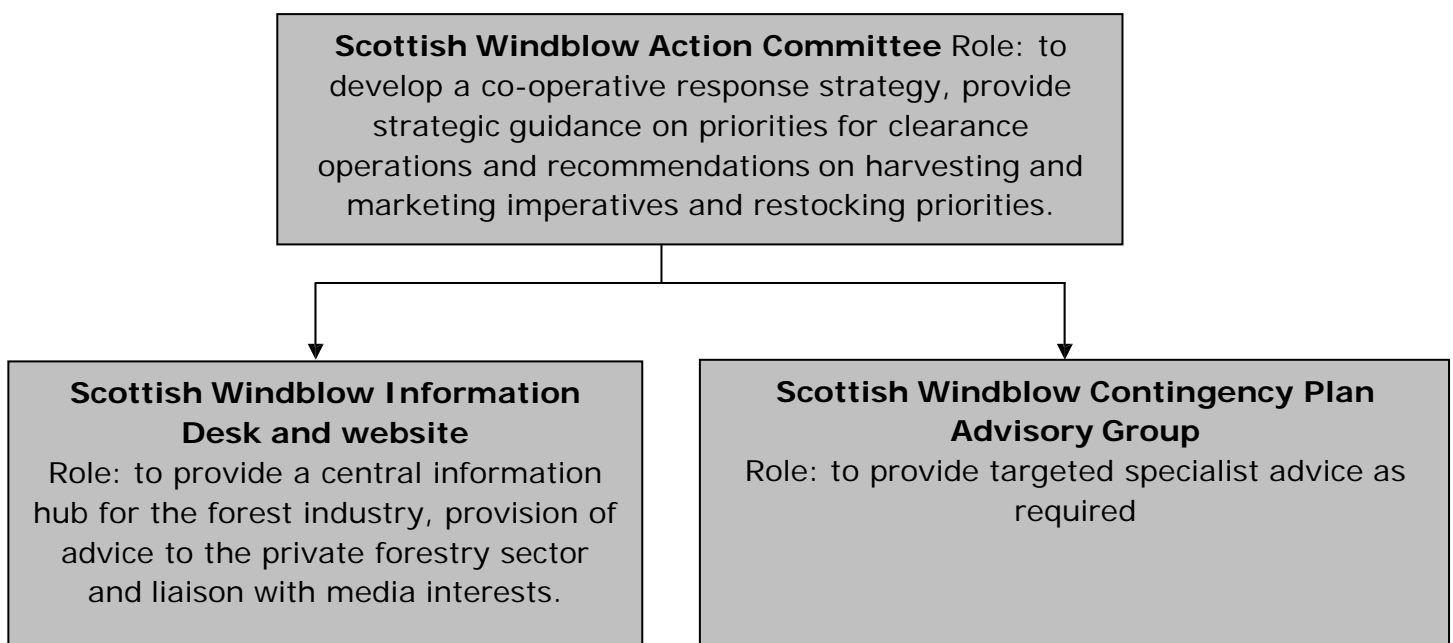 Scottish Windblow Action Committee Role: to
develop a co-operative response strategy, provide
strategic guidance on priorities for clearance
operations and recommendations on harvesting and
marketing imperatives and restocking priorities.
Scottish Windblow Information
Desk and website
Role: to provide a central information
hub for the forest industry, provision of
advice to the private forestry sector
and liaison with media interests.
Scottish Windblow Contingency Plan
Advisory Group
Role: to provide targeted specialist advice as
required